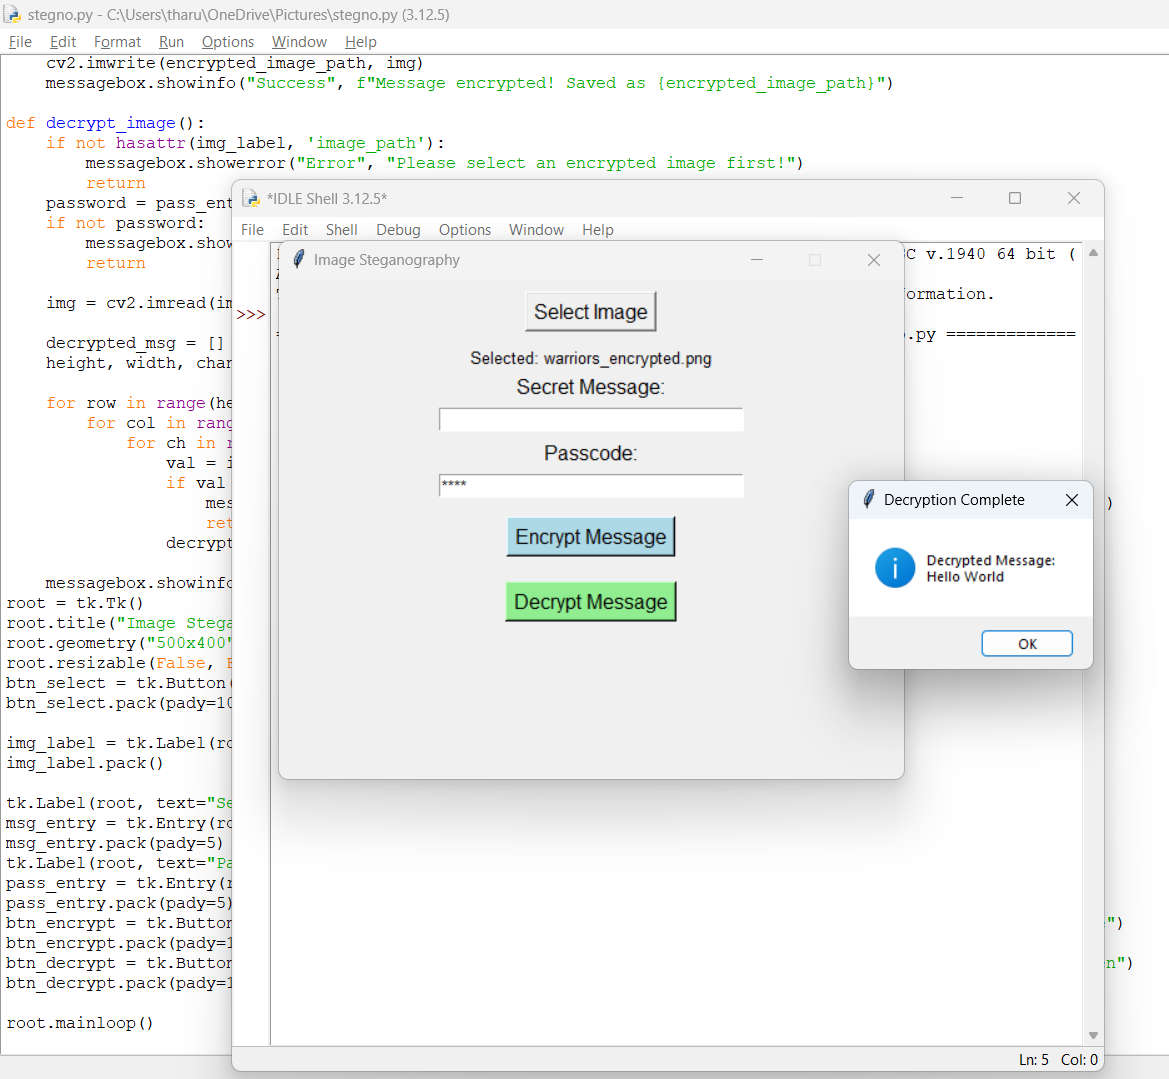 stegno.py - C:\Users\tharu\OneDrive\Pictures\stegno.py (3.12.5)
File Edit Format Run Options Window Help
cv2.imwrite(encrypted_image_path, img)
messagebox.showinfo("Success", f"Message encrypted! Saved as {encrypted_image_path}")
def decrypt_image():
if not hasattr(img_label, 'image_path'):
messagebox.showerror("Error", "Please select an encrypted image first!")
return
password = pass_ent
if not password:
messagebox.show
return
img = cv2.imread(im
decrypted_msg = []
height, width, chan
for row in range(he
for col in rang
for ch in r
val = i
if val
mes
ret
decrypt
messagebox.showinfo
root = tk.Tk()
root.title("Image Stega
root.geometry("500x400"
root.resizable(False, F
btn_select = tk.Button(
btn_select.pack(pady=10
img_label = tk.Label(ro
img_label.pack()
tk.Label(root, text="Se
msg_entry = tk.Entry(ro
msg_entry.pack(pady=5)
tk.Label(root, text="Pa
pass_entry = tk.Entry(r
pass_entry.pack(pady=5)
btn_encrypt = tk.Button
btn_encrypt.pack(pady=1
btn_decrypt = tk.Button
btn_decrypt.pack(pady=1
root.mainloop()
)
")
n")
*IDLE Shell 3.12.5*
File Edit Shell Debug Options Window Help
C v.1940 64 bit (
ormation.
>>>
.py =============
Ln: 5 Col: 0
Image Steganography
Select Image
Selected: warriors_encrypted.png
Secret Message:
Passcode:
****
Encrypt Message
Decrypt Message
Decryption Complete
Decrypted Message:
Hello World
OK